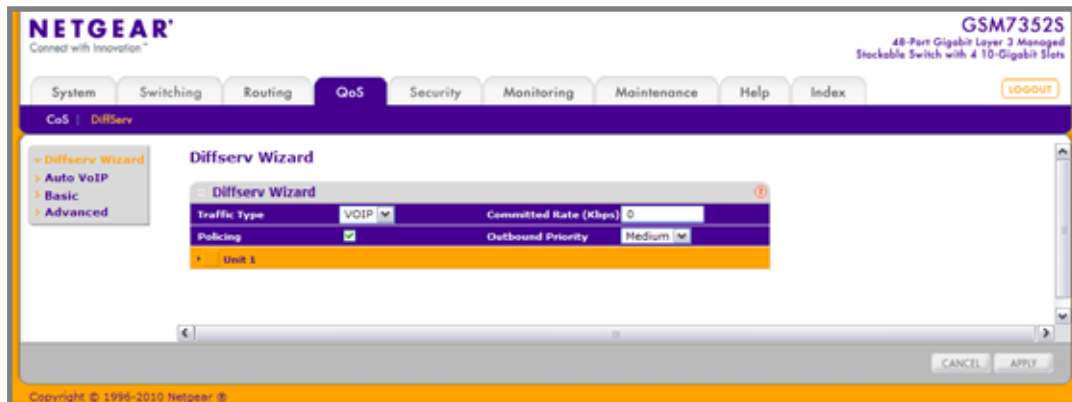 NETGEAR®
Connect with Innovation™
GSM7352S
48-Port Gigabit Layer 3 Managed
Stackable Switch with 4 10-Gigabit Slots
System Switching Routing QoS Security Monitoring Maintenance Help Index LOGOUT
CoS | DiffServ
Diffserv Wizard
Auto VoIP
Basic
Advanced
Diffserv Wizard
Diffserv Wizard ?
Traffic Type VOIP Committed Rate (Kbps) 0
Policing Outbound Priority Medium
Unit 1
CANCEL APPLY
Copyright © 1996-2010 Netgear ®